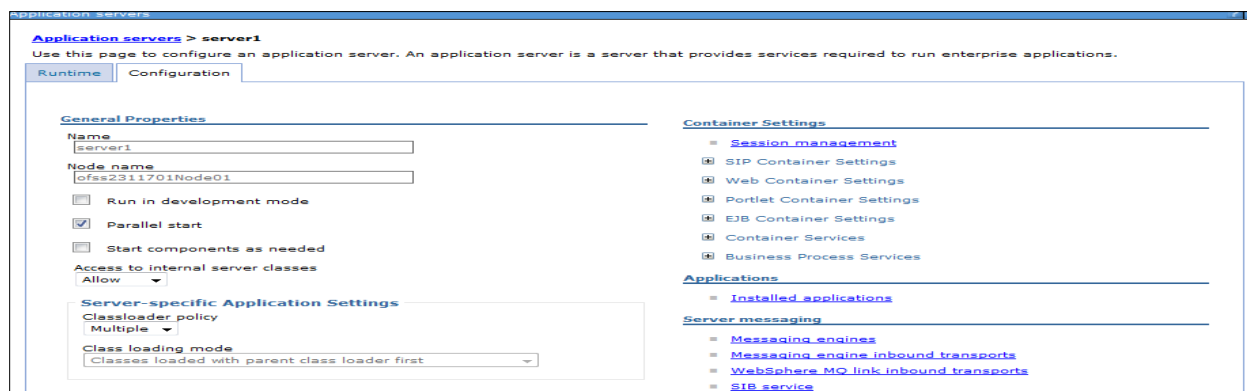 Application servers
Application servers > server1
Use this page to configure an application server. An application server is a server that provides services required to run enterprise applications.
Runtime
Configuration
General Properties
Name
server1
Node name
ofss2311701Node01
Run in development mode
Parallel start
Start components as needed
Access to internal server classes
Allow
Server-specific Application Settings
Classloader policy
Multiple
Class loading mode
Classes loaded with parent class loader first
Container Settings
Session management
SIP Container Settings
Web Container Settings
Portlet Container Settings
EJB Container Settings
Container Services
Business Process Services
Applications
Installed applications
Server messaging
Messaging engines
Messaging engine inbound transports
WebSphere MQ link inbound transports
SIB service